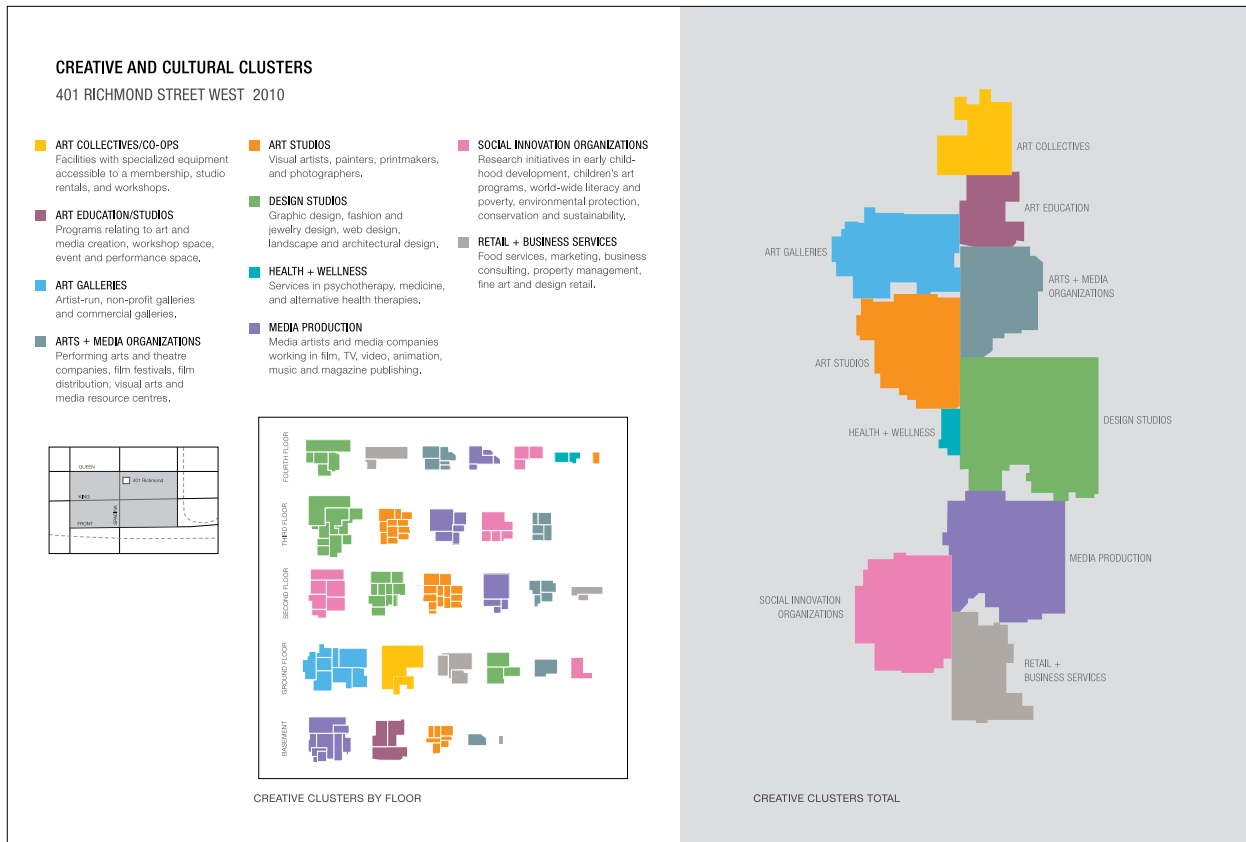 CREATIVE AND CULTURAL CLUSTERS
401 RICHMOND STREET WEST 2010
ART COLLECTIVES/CO-OPS
Facilities with specialized equipment
accessible to a membership, studio
rentals, and workshops.
ART EDUCATION/STUDIOS
Programs relating to art and
media creation, workshop space,
event and performance space.
ART GALLERIES
Artist-run, non-profit galleries
and commercial galleries.
ARTS + MEDIA ORGANIZATIONS
Performing arts and theatre
companies, film festivals, film
distribution, visual arts and
media resource centres.
ART STUDIOS
Visual artists, painters, printmakers,
and photographers.
DESIGN STUDIOS
Graphic design, fashion and
jewelry design, web design,
landscape and architectural design.
HEALTH + WELLNESS
Services in psychotherapy, medicine,
and alternative health therapies.
MEDIA PRODUCTION
Media artists and media companies
working in film, TV, video, animation,
music and magazine publishing.
SOCIAL INNOVATION ORGANIZATIONS
Research initiatives in early child-
hood development, children's art
programs, world-wide literacy and
poverty, environmental protection,
conservation and sustainability.
RETAIL + BUSINESS SERVICES
Food services, marketing, business
consulting, property management,
fine art and design retail.
QUEEN
401 Richmond
KING
SPADINA
FRONT
FOURTH FLOOR
THIRD FLOOR
SECOND FLOOR
GROUND FLOOR
BASEMENT
CREATIVE CLUSTERS BY FLOOR
ART COLLECTIVES
ART EDUCATION
ART GALLERIES
ARTS + MEDIA
ORGANIZATIONS
ART STUDIOS
DESIGN STUDIOS
HEALTH + WELLNESS
MEDIA PRODUCTION
SOCIAL INNOVATION
ORGANIZATIONS
RETAIL +
BUSINESS SERVICES
CREATIVE CLUSTERS TOTAL